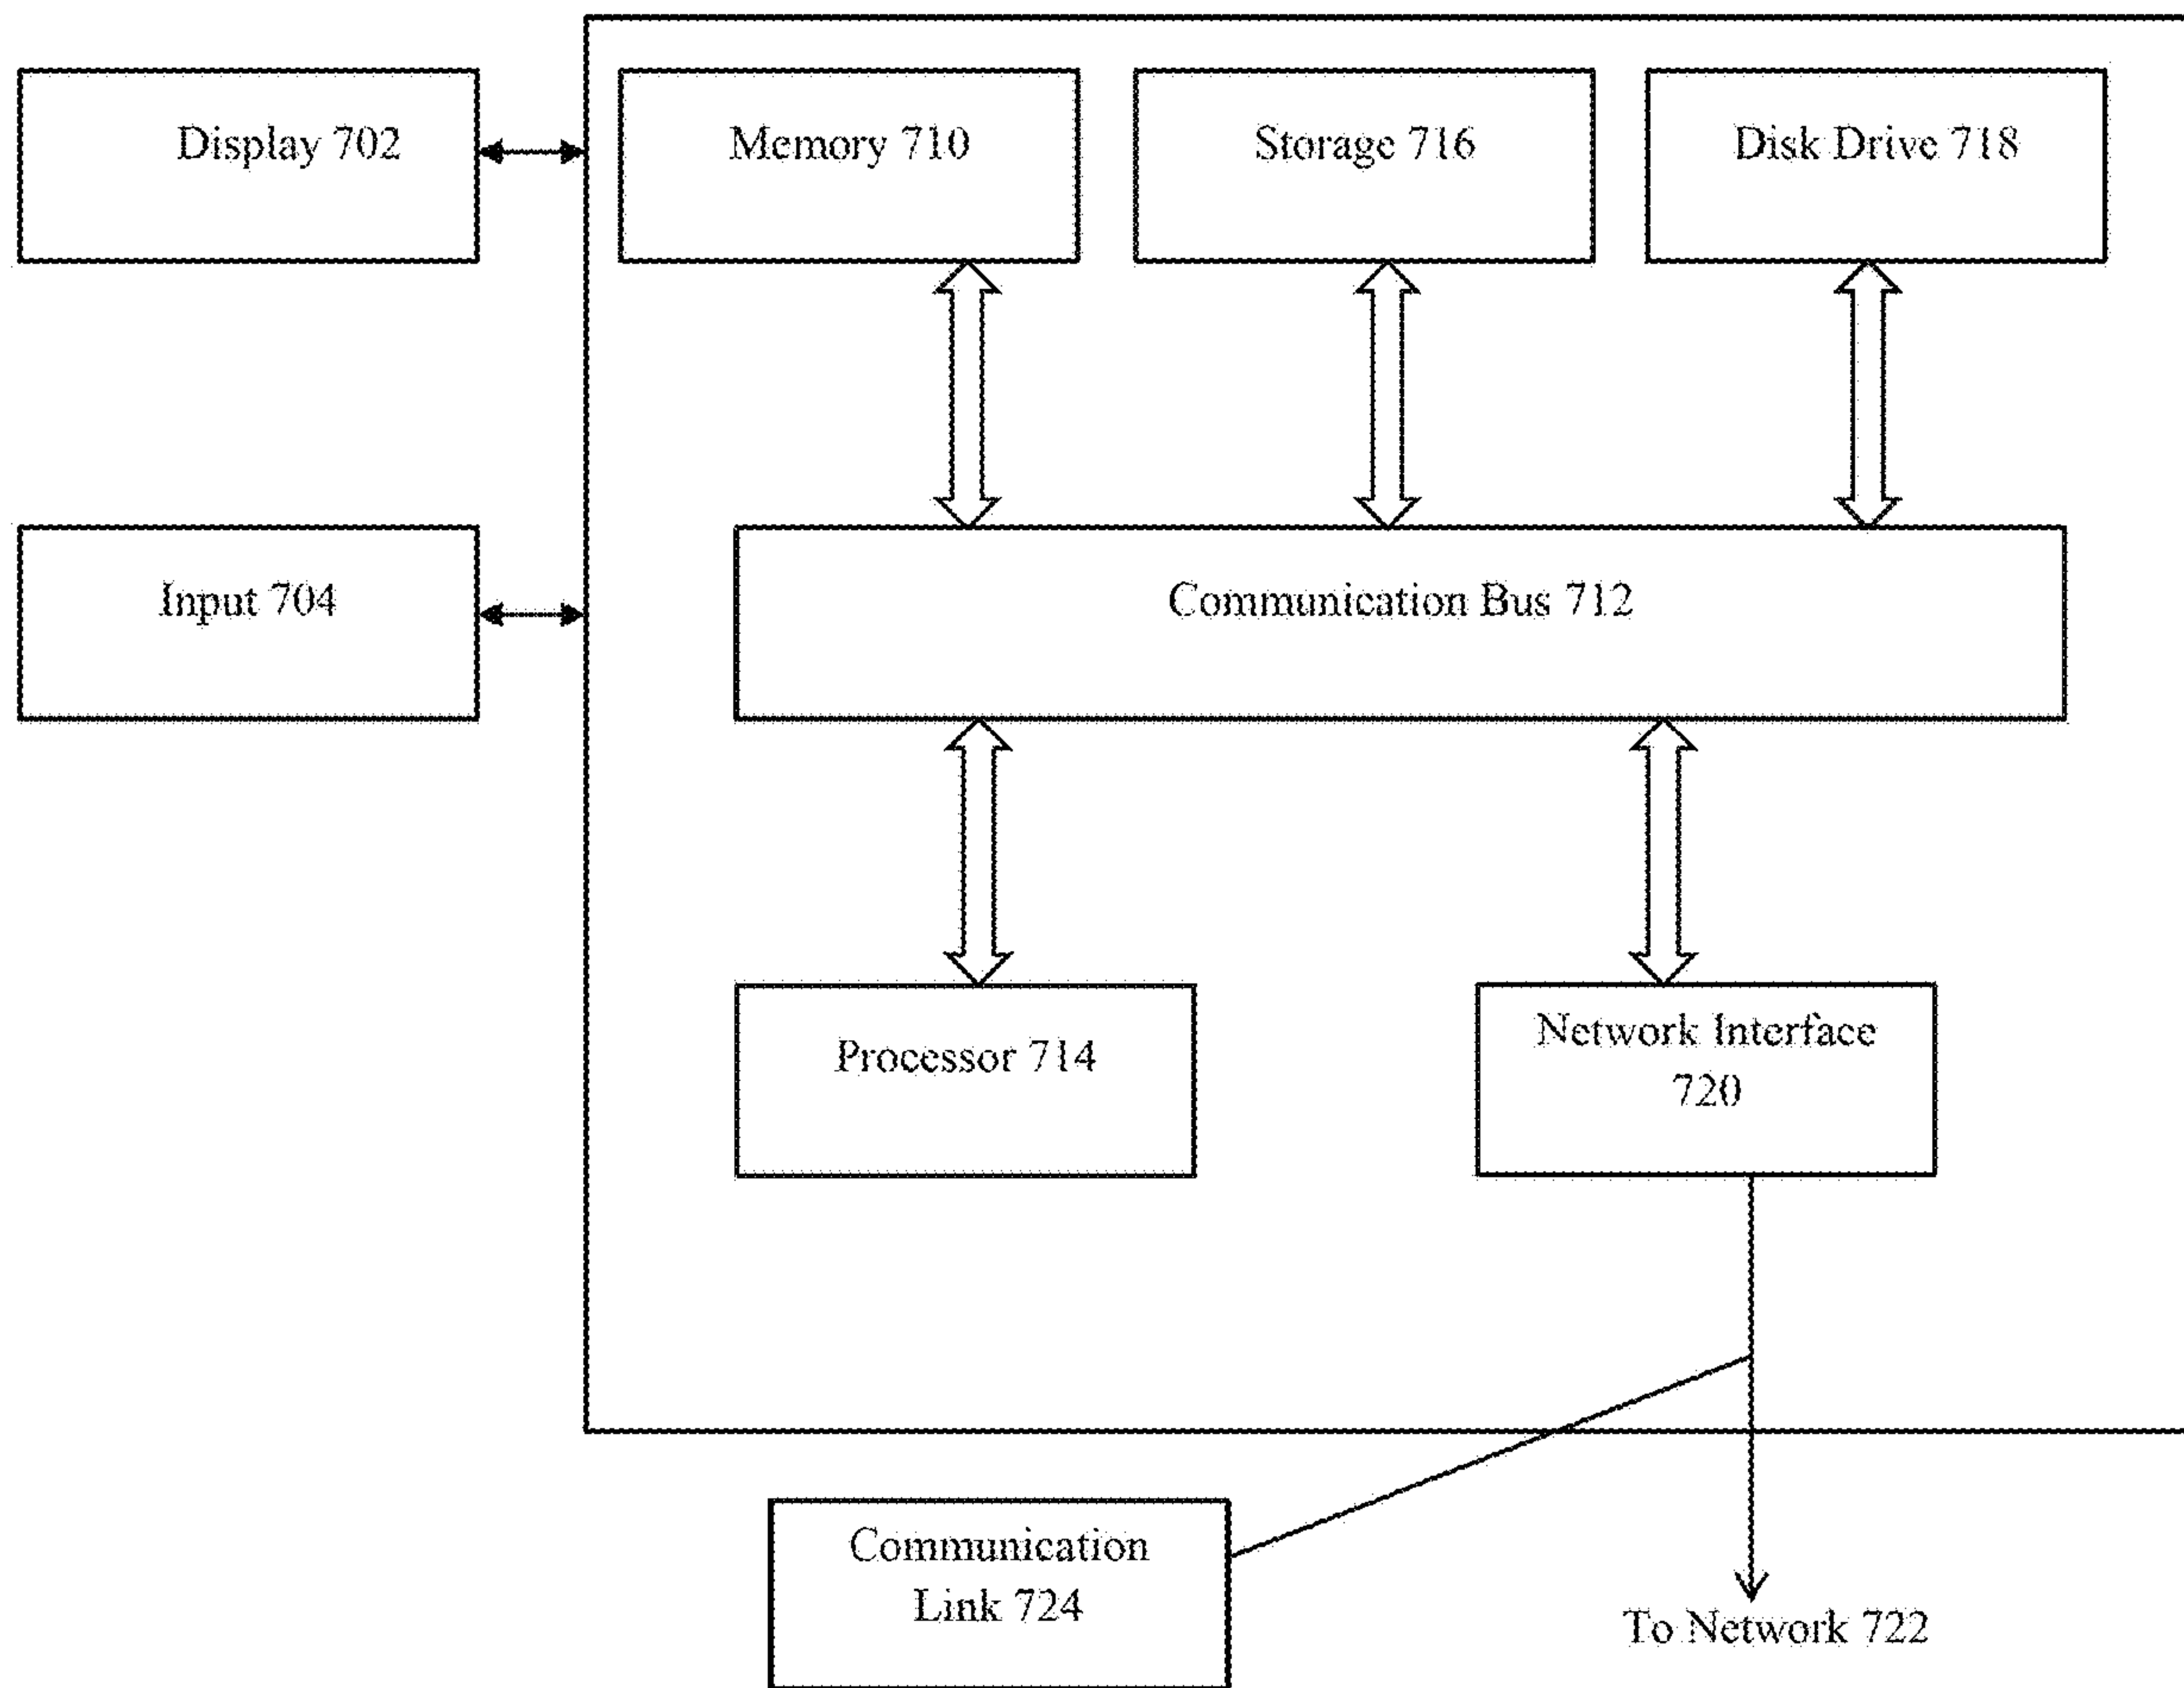 Display 702
Memory 710
Storage 716
Disk Drive 718
Input 704
Communication Bus 712
Processor 714
Network Interface
720
Communication
Link 724
To Network 722